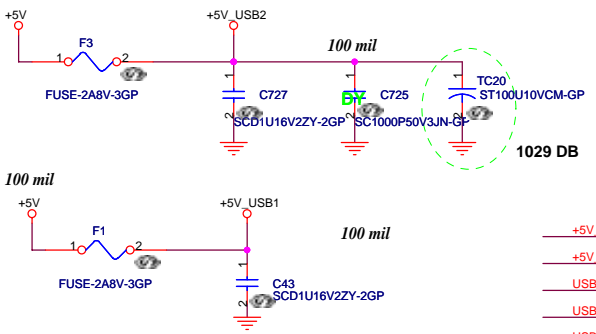 +5V
+5V_USB2
F3
100 mil
1
2
FUSE-2A8V-3GP
1
C727
2
SCD1U16V2ZY-2GP
1
DY
C725
2
SC1000P50V3JN-GP
1
TC20
ST100U10VCM-GP
2
1029 DB
100 mil
+5V
+5V_USB1
F1
100 mil
1
2
FUSE-2A8V-3GP
1
C43
2
SCD1U16V2ZY-2GP
+5V
+5V
USB
USB